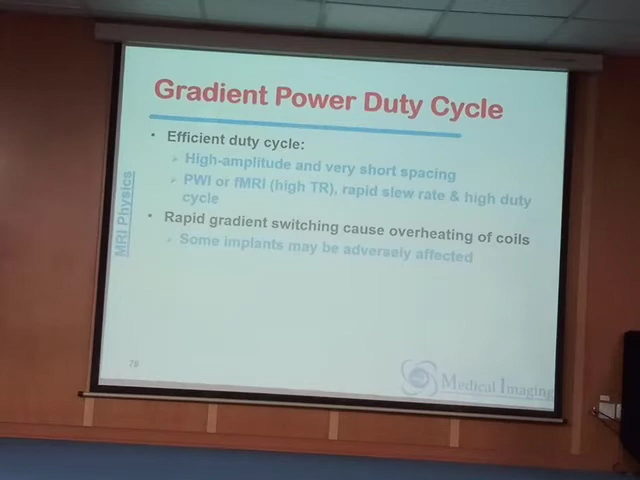 Gradient Power Duty Cycle
• Efficient duty cycle:
High-amplitude and very short spacing
PWI or fMRI (high TR), rapid slew rate & high duty
cycle
• Rapid gradient switching cause overheating of coils
Some implants may be adversely affected
MRI Physics
76
Medical Imaging